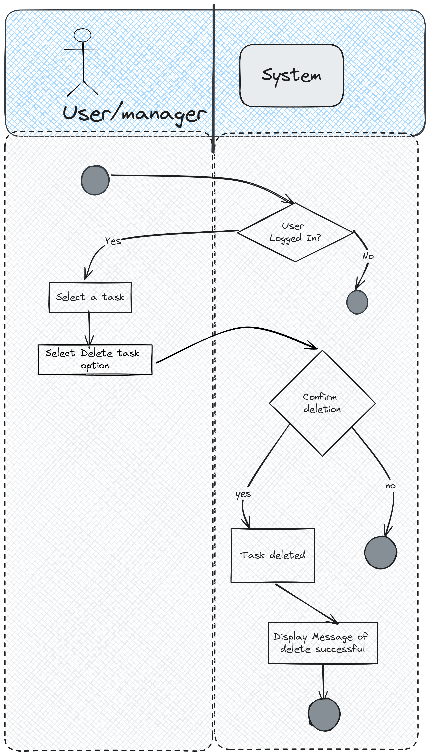 User/manager
System
User
Logged In?
Yes
No
Select a task
Select Delete task
option
Confirm
deletion
yes
no
Task deleted
Display Message of
delete successful